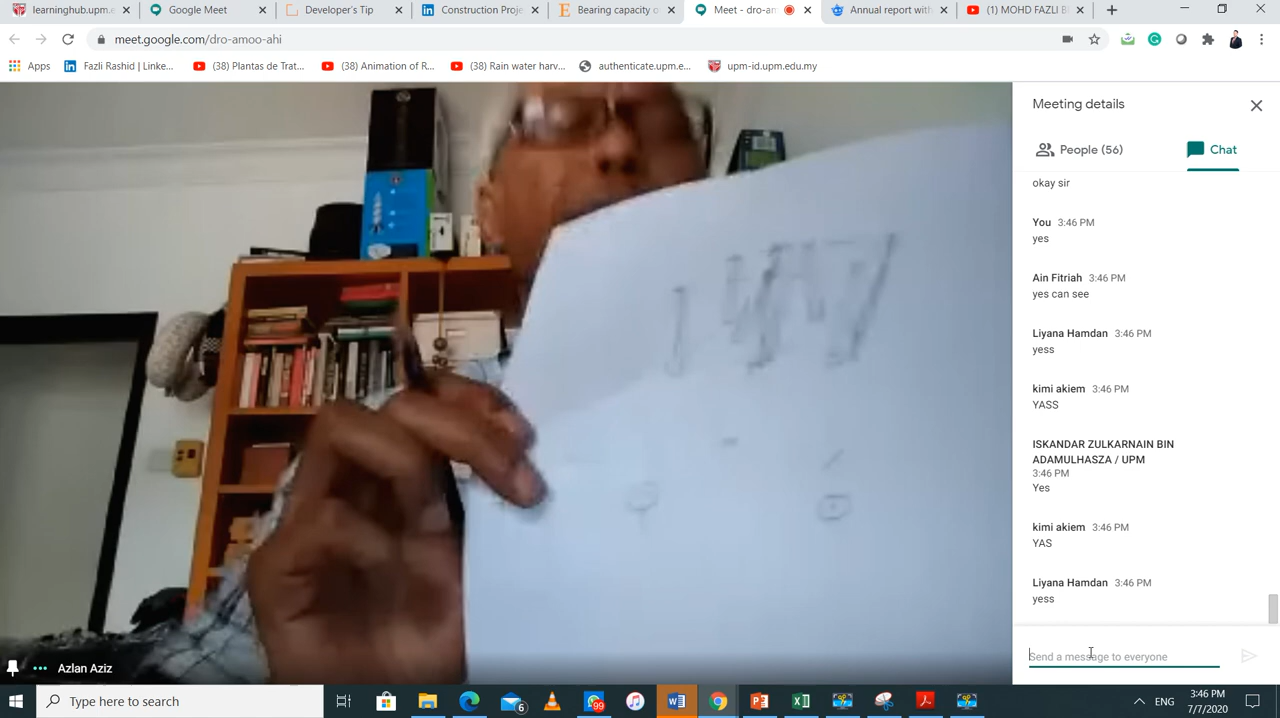 learninghub.upm.e
Google Meet
Developer's Tip
Construction Proje
Bearing capacity o
Meet - dro-am
Annual report with
(1) MOHD FAZLI B
meet.google.com/dro-amoo-ahi
Apps
Fazli Rashid | Linke...
(38) Plantas de Trat...
(38) Animation of R...
(38) Rain water harv...
authenticate.upm.e...
upm-id.upm.edu.my
Meeting details
People (56)
Chat
okay sir
You 3:46 PM
yes
Ain Fitriah 3:46 PM
yes can see
Liyana Hamdan 3:46 PM
yess
kimi akiem 3:46 PM
YASS
ISKANDAR ZULKARNAIN BIN
ADAMULHASZA / UPM
3:46 PM
Yes
kimi akiem 3:46 PM
YAS
Liyana Hamdan 3:46 PM
yess
Send a message to everyone
Azlan Aziz
Type here to search
6
99
ENG
3:46 PM
7/7/2020